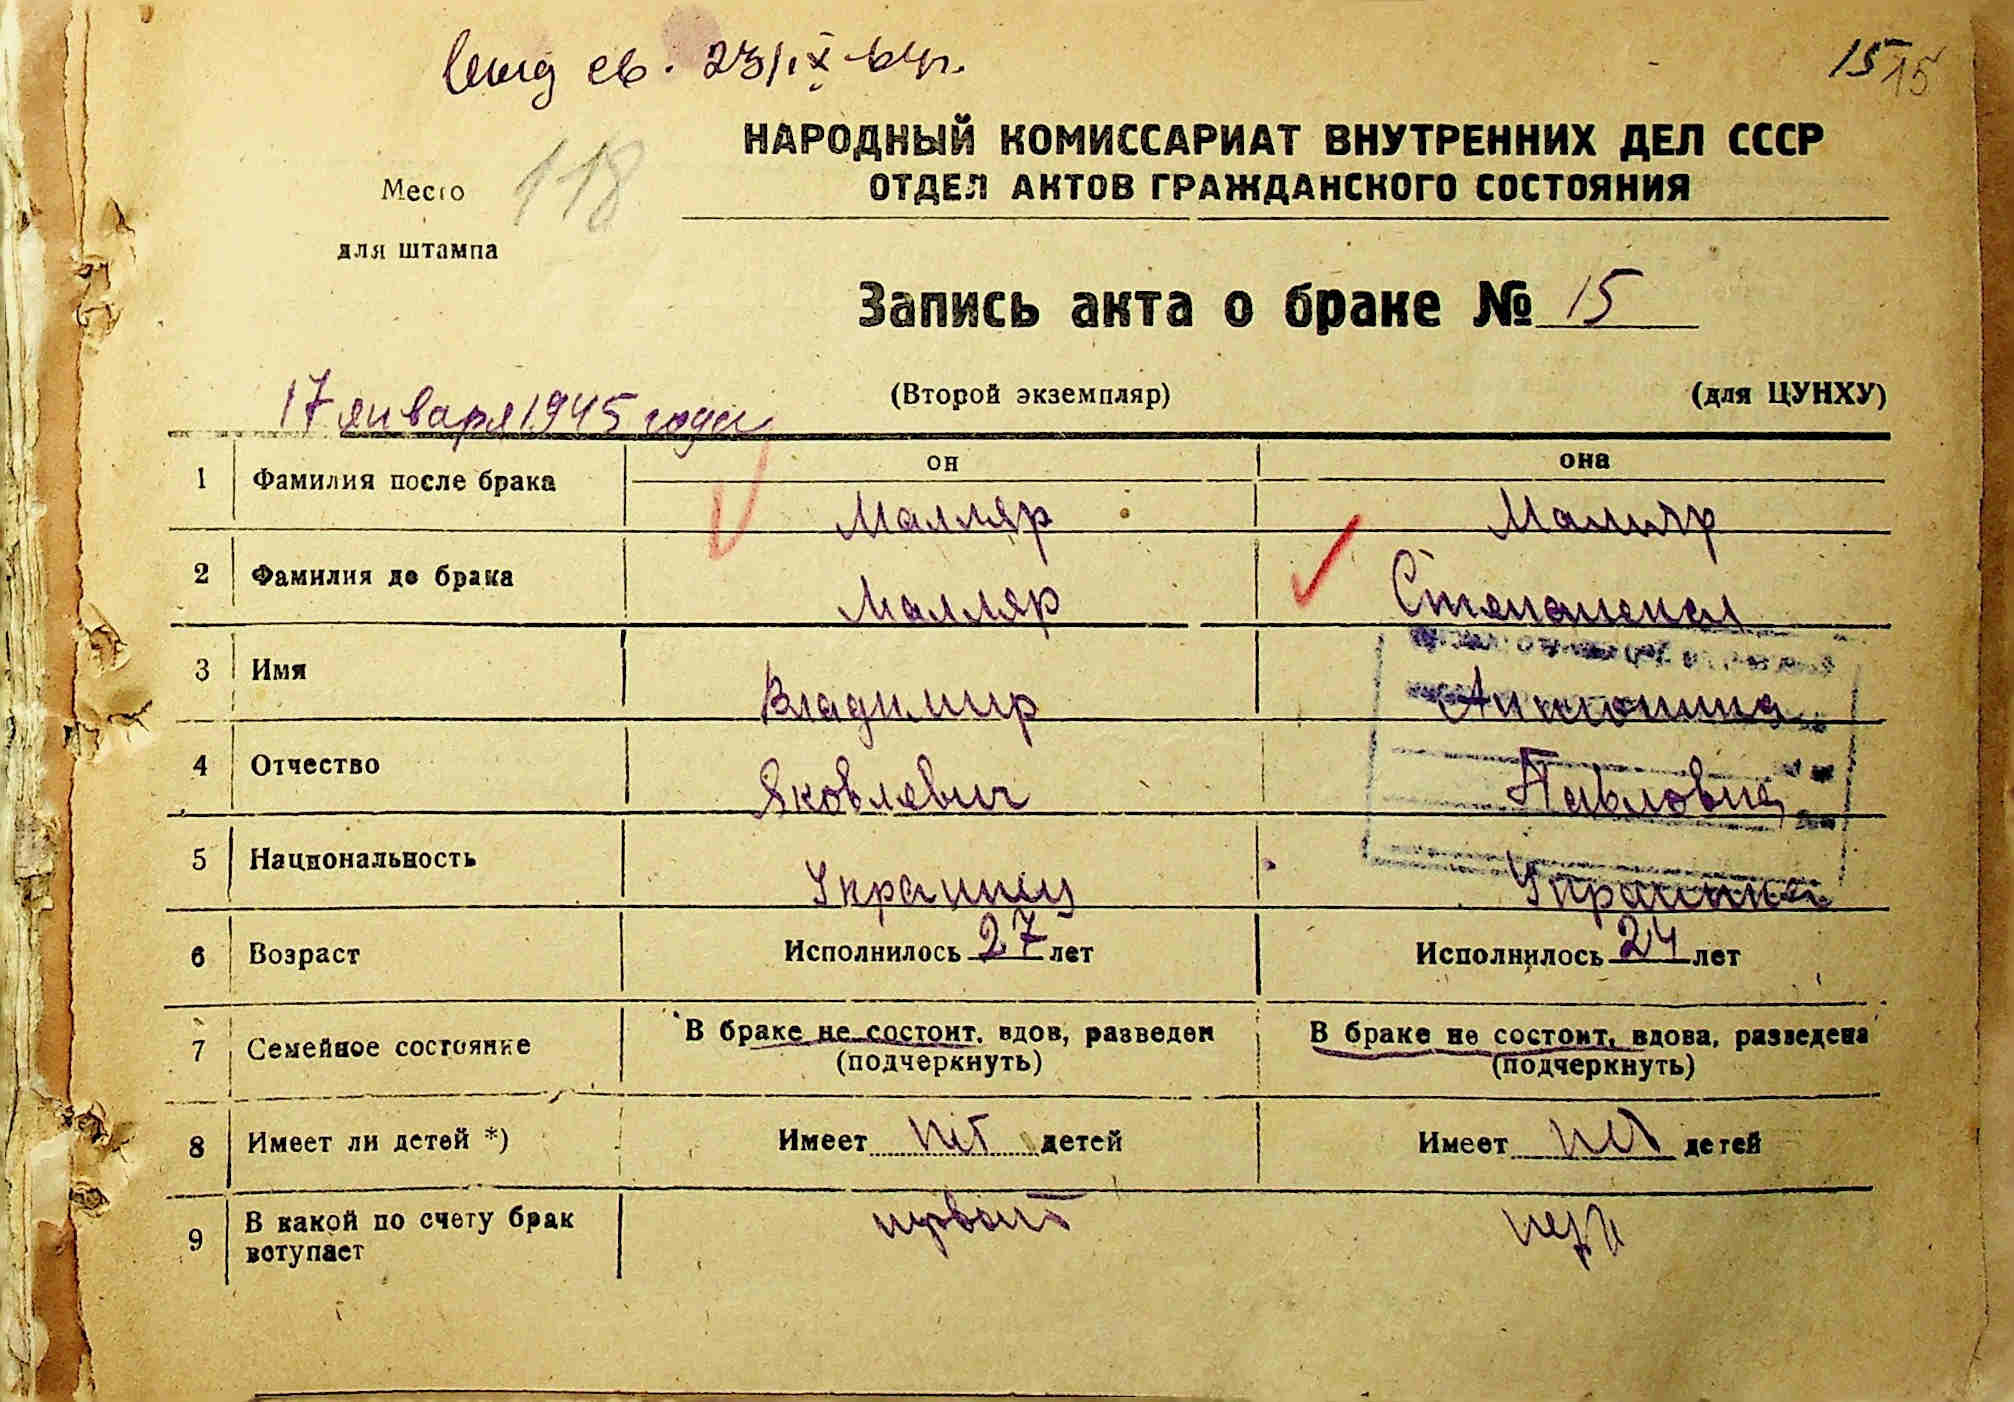 св. 23/IX-64г.
15 15
НАРОДНЫЙ КОМИССАРИАТ ВНУТРЕННИХ ДЕЛ СССР
ОТДЕЛ АКТОВ ГРАЖДАНСКОГО СОСТОЯНИЯ
Место 118
для штампа
Запись акта о браке № 15
17 января 1945 года (Второй экземпляр) (для ЦУНХУ)
он она
1 Фамилия после брака Малляр Маляр
2 Фамилия до брака Малляр
3 Имя Владимир Антонина
4 Отчество Яковлевич Павловна
5 Национальность Украинец Украинка
6 Возраст Исполнилось 27 лет Исполнилось 24 лет
7 Семейное состояние В браке не состоит, вдов, разведен В браке не состоит, вдова, разведена
(подчеркнуть) (подчеркнуть)
8 Имеет ли детей *) Имеет нет детей Имеет нет детей
9 В какой по счету брак вступает первый перв